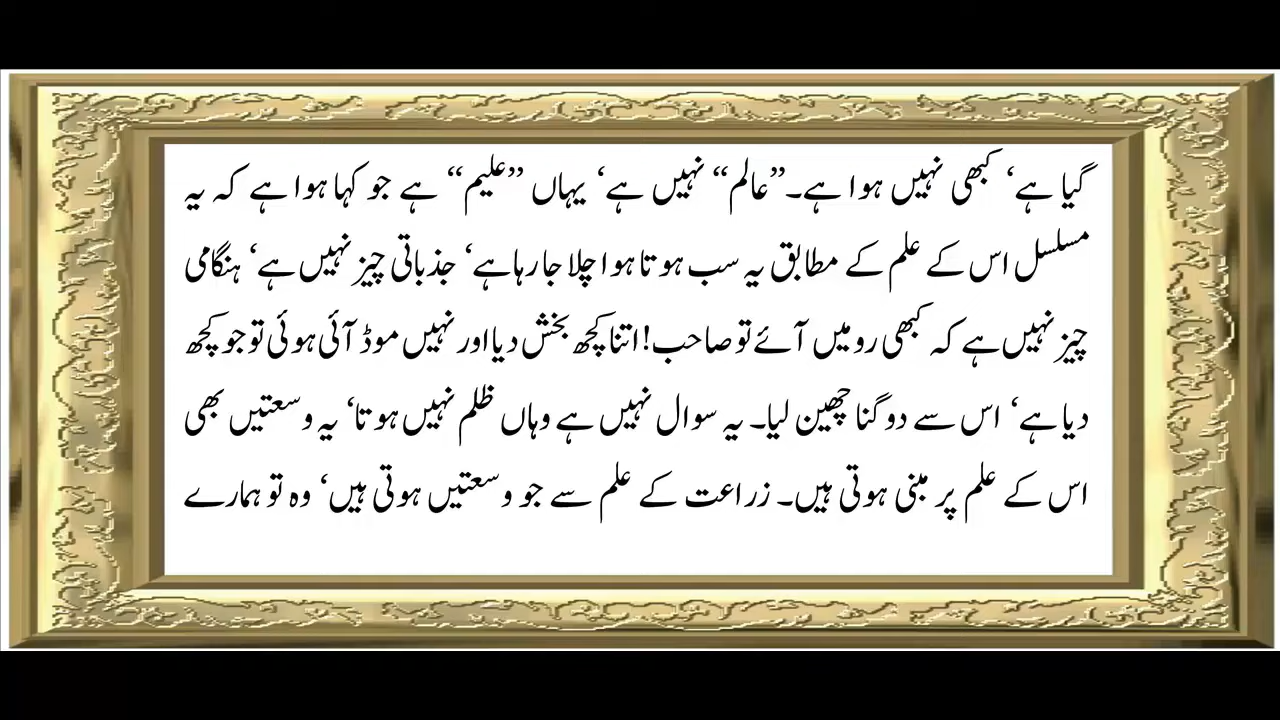 گیا ہے‘ کبھی نہیں ہوا ہے۔”عالم“ نہیں ہے‘ یہاں ”علیم“ ہے جو کہا ہوا ہے کہ یہ
مسلسل اس کے علم کے مطابق یہ سب ہوتا ہوا چلا جا رہا ہے‘ جذباتی چیز نہیں ہے‘ ہنگامی
چیز نہیں ہے کہ کبھی رو میں آئے تو صاحب! اتنا کچھ بخش دیا اور نہیں موڈ آئی ہوئی تو جو کچھ
دیا ہے‘ اس سے دو گنا چھین لیا۔ یہ سوال نہیں ہے وہاں ظلم نہیں ہوتا‘ یہ وسعتیں بھی
اس کے علم پر مبنی ہوتی ہیں۔ زراعت کے علم سے جو وسعتیں ہوتی ہیں‘ وہ تو ہمارے